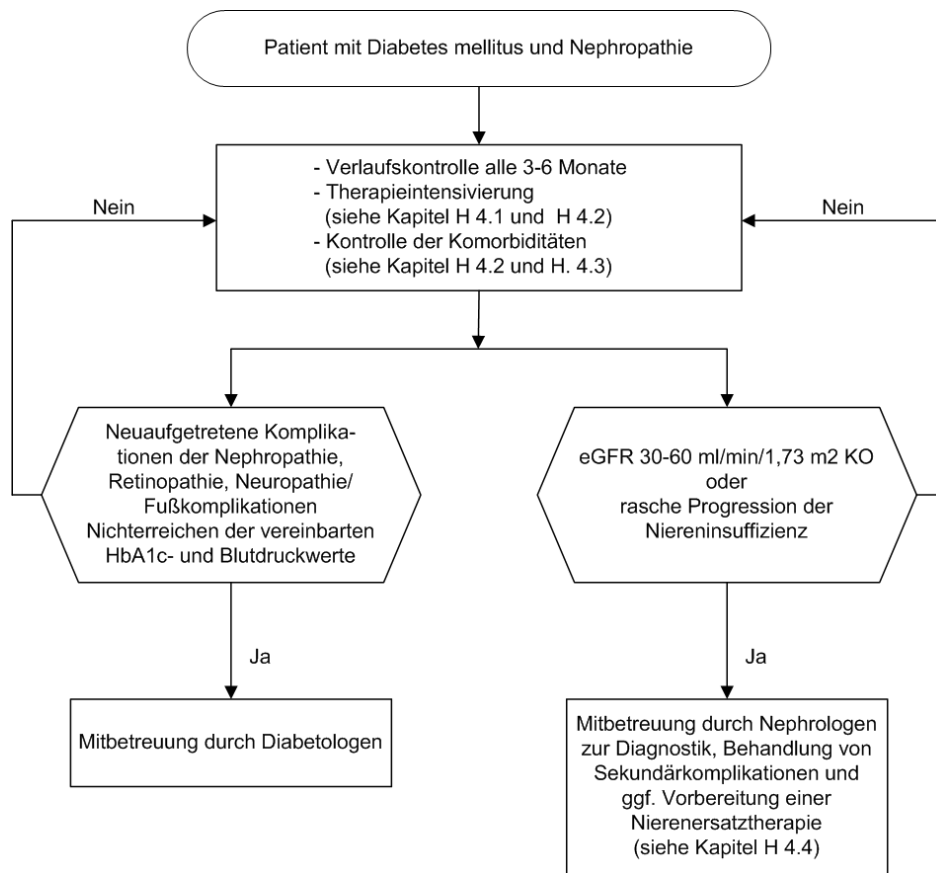 Patient mit Diabetes mellitus und Nephropathie
- Verlaufskontrolle alle 3-6 Monate
- Therapieintensivierung
(siehe Kapitel H 4.1 und H 4.2)
- Kontrolle der Komorbiditäten
(siehe Kapitel H 4.2 und H. 4.3)
Nein
Nein
Neuaufgetretene Komplika-
tionen der Nephropathie,
Retinopathie, Neuropathie/
Fußkomplikationen
Nichterreichen der vereinbarten
HbA1c- und Blutdruckwerte
eGFR 30-60 ml/min/1,73 m2 KO
oder
rasche Progression der
Niereninsuffizienz
Ja
Ja
Mitbetreuung durch Diabetologen
Mitbetreuung durch Nephrologen
zur Diagnostik, Behandlung von
Sekundärkomplikationen und
ggf. Vorbereitung einer
Nierenersatztherapie
(siehe Kapitel H 4.4)